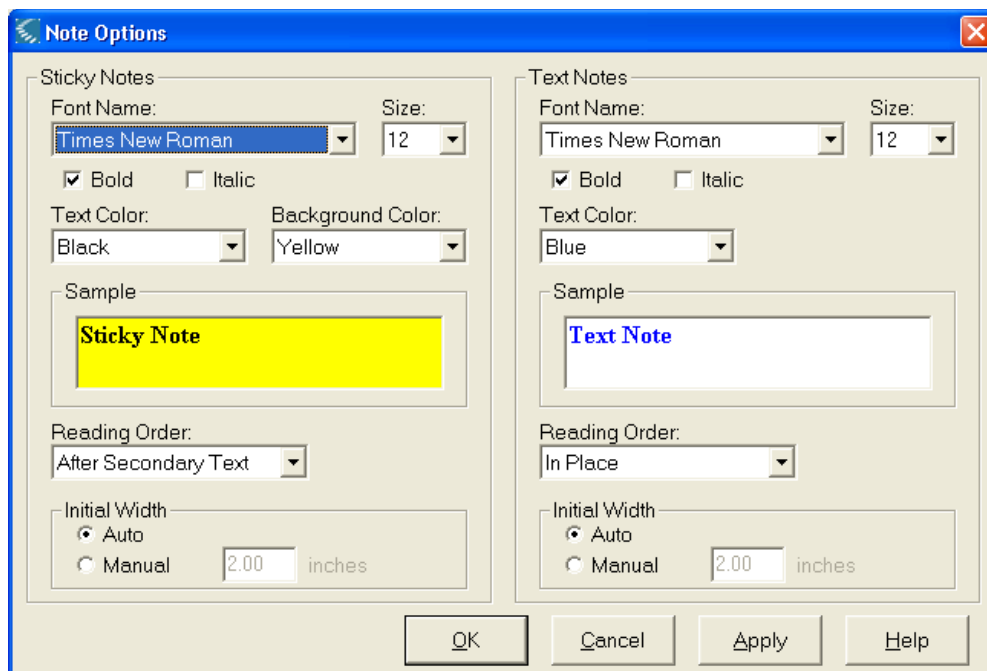 Note Options
Sticky Notes
Font Name: Size:
Times New Roman 12
Bold Italic
Text Color: Background Color:
Black Yellow
Sample
Sticky Note
Reading Order:
After Secondary Text
Initial Width
Auto
Manual 2.00 inches
Text Notes
Font Name: Size:
Times New Roman 12
Bold Italic
Text Color:
Blue
Sample
Text Note
Reading Order:
In Place
Initial Width
Auto
Manual 2.00 inches
OK Cancel Apply Help